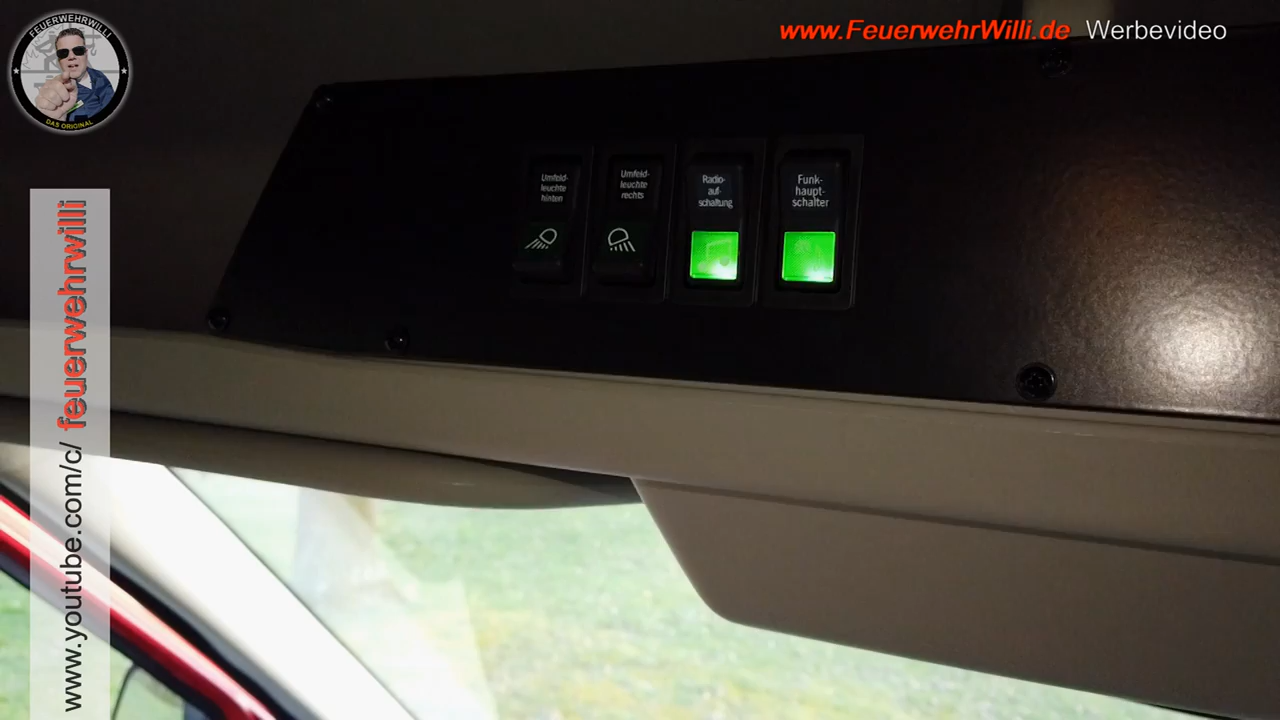 FEUERWEHRWILLI
DAS ORIGINAL
www.FeuerwehrWilli.de Werbevideo
Umfeld-
leuchte
hinten
Umfeld-
leuchte
rechts
Radio-
auf-
schaltung
Funk-
haupt-
schalter
www.youtube.com/c/ feuerwehrwilli